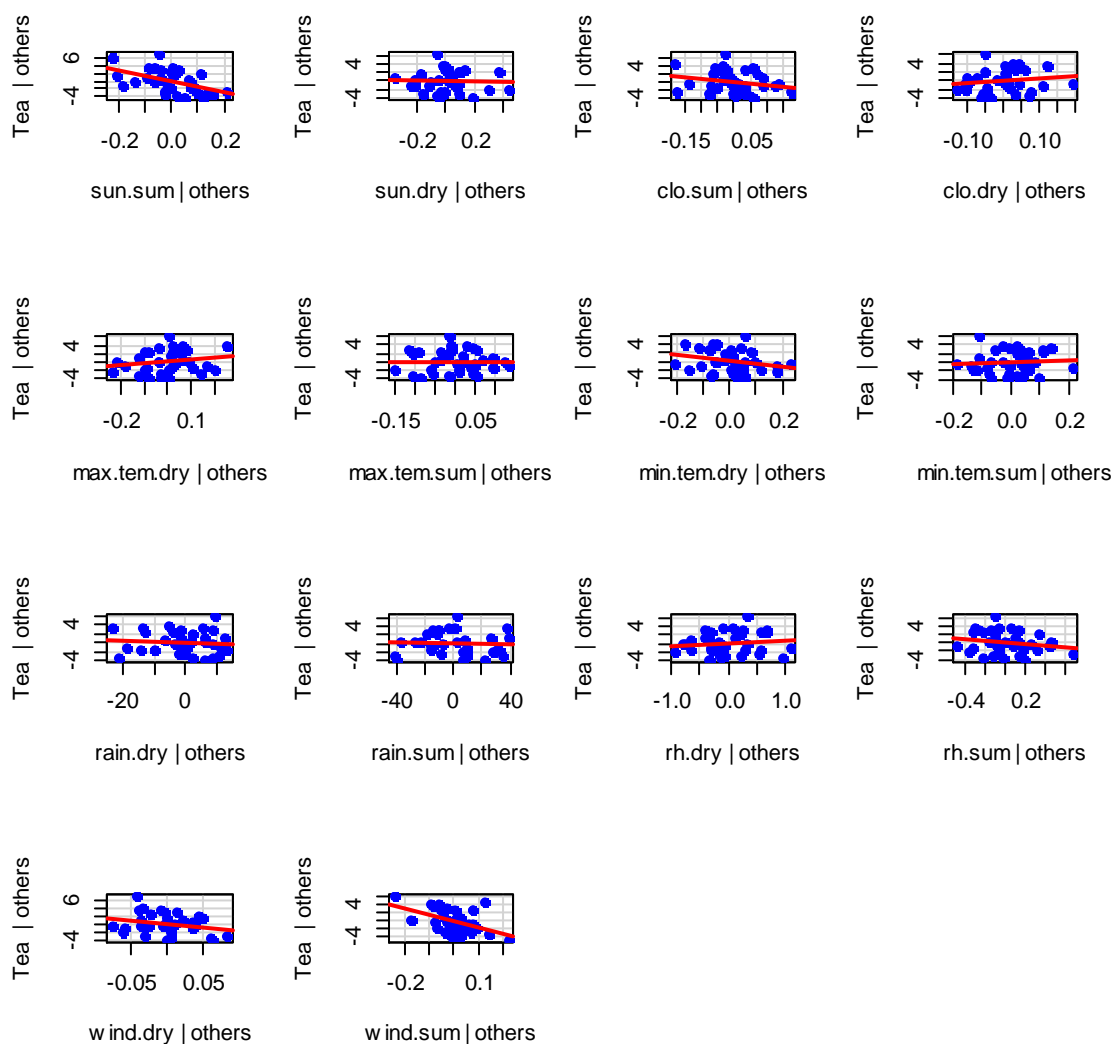 Tea | others
6
-4
-0.2 0.0 0.2
sun.sum | others
Tea | others
4
-4
-0.2 0.2
sun.dry | others
Tea | others
4
-4
-0.15 0.05
clo.sum | others
Tea | others
4
-4
-0.10 0.10
clo.dry | others
Tea | others
4
-4
-0.2 0.1
max.tem.dry | others
Tea | others
4
-4
-0.15 0.05
max.tem.sum | others
Tea | others
4
-4
-0.2 0.0 0.2
min.tem.dry | others
Tea | others
4
-4
-0.2 0.0 0.2
min.tem.sum | others
Tea | others
4
-4
-20 0
rain.dry | others
Tea | others
4
-4
-40 0 40
rain.sum | others
Tea | others
4
-4
-1.0 0.0 1.0
rh.dry | others
Tea | others
4
-4
-0.4 0.2
rh.sum | others
Tea | others
6
-4
-0.05 0.05
wind.dry | others
Tea | others
4
-4
-0.2 0.1
wind.sum | others